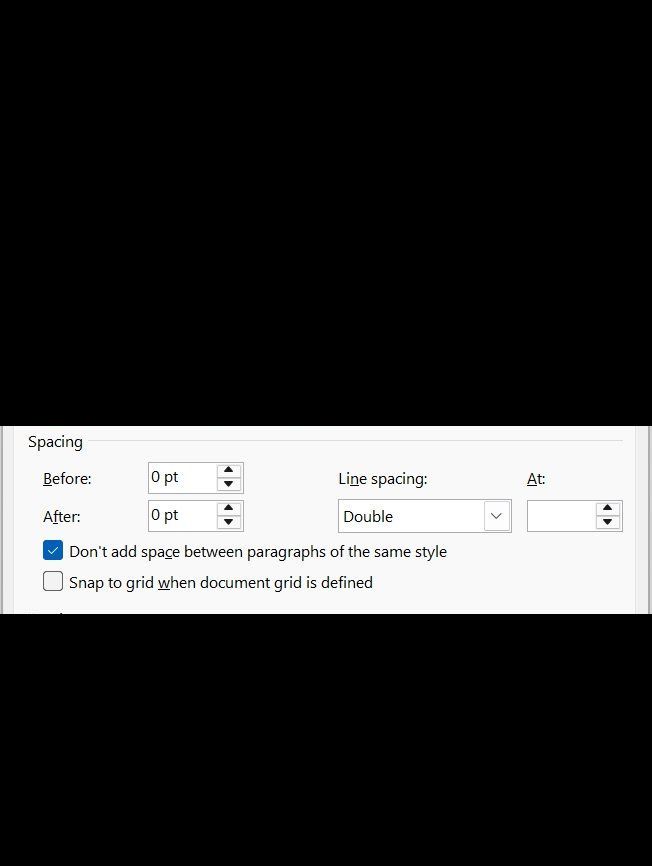 Spacing
Before: 0 pt Line spacing: At:
After: 0 pt Double
Don't add space between paragraphs of the same style
Snap to grid when document grid is defined